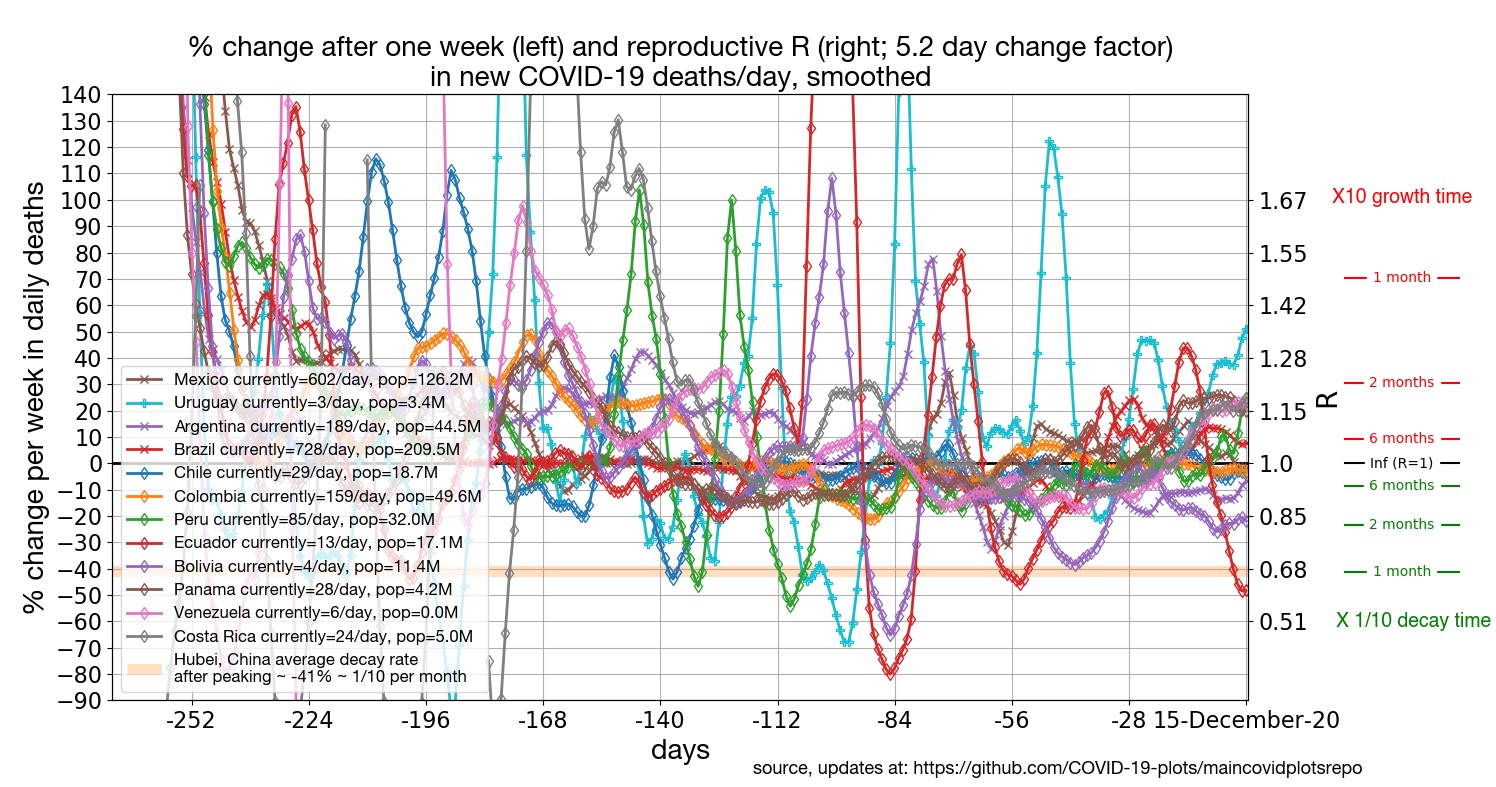 % change after one week (left) and reproductive R (right; 5.2 day change factor)
in new COVID-19 deaths/day, smoothed
% change per week in daily deaths
140
130
120
110
100
90
80
70
60
50
40
30
20
10
0
−10
−20
−30
−40
−50
−60
−70
−80
−90
Mexico currently=602/day, pop=126.2M
Uruguay currently=3/day, pop=3.4M
Argentina currently=189/day, pop=44.5M
Brazil currently=728/day, pop=209.5M
Chile currently=29/day, pop=18.7M
Colombia currently=159/day, pop=49.6M
Peru currently=85/day, pop=32.0M
Ecuador currently=13/day, pop=17.1M
Bolivia currently=4/day, pop=11.4M
Panama currently=28/day, pop=4.2M
Venezuela currently=6/day, pop=0.0M
Costa Rica currently=24/day, pop=5.0M
Hubei, China average decay rate
after peaking ~ -41% ~ 1/10 per month
-252
-224
-196
-168
-140
-112
-84
-56
-28
15-December-20
days
1.67
1.55
1.42
1.28
1.15
1.0
0.85
0.68
0.51
R
X10 growth time
1 month
2 months
6 months
Inf (R=1)
6 months
2 months
1 month
X 1/10 decay time
source, updates at: https://github.com/COVID-19-plots/maincovidplotsrepo